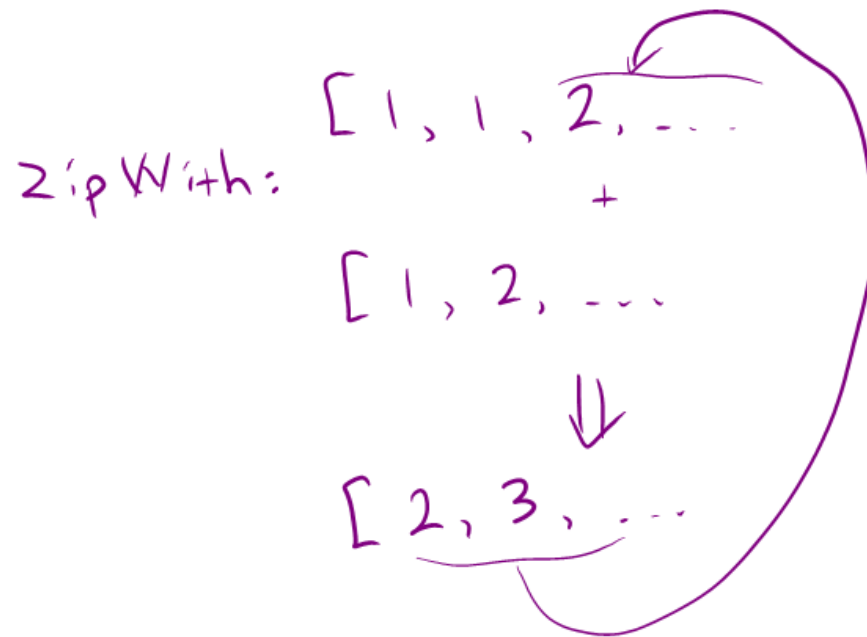 [ 1, 1, 2, ....
zipWith:
+
[ 1, 2, ....
⇓
[ 2, 3, ....